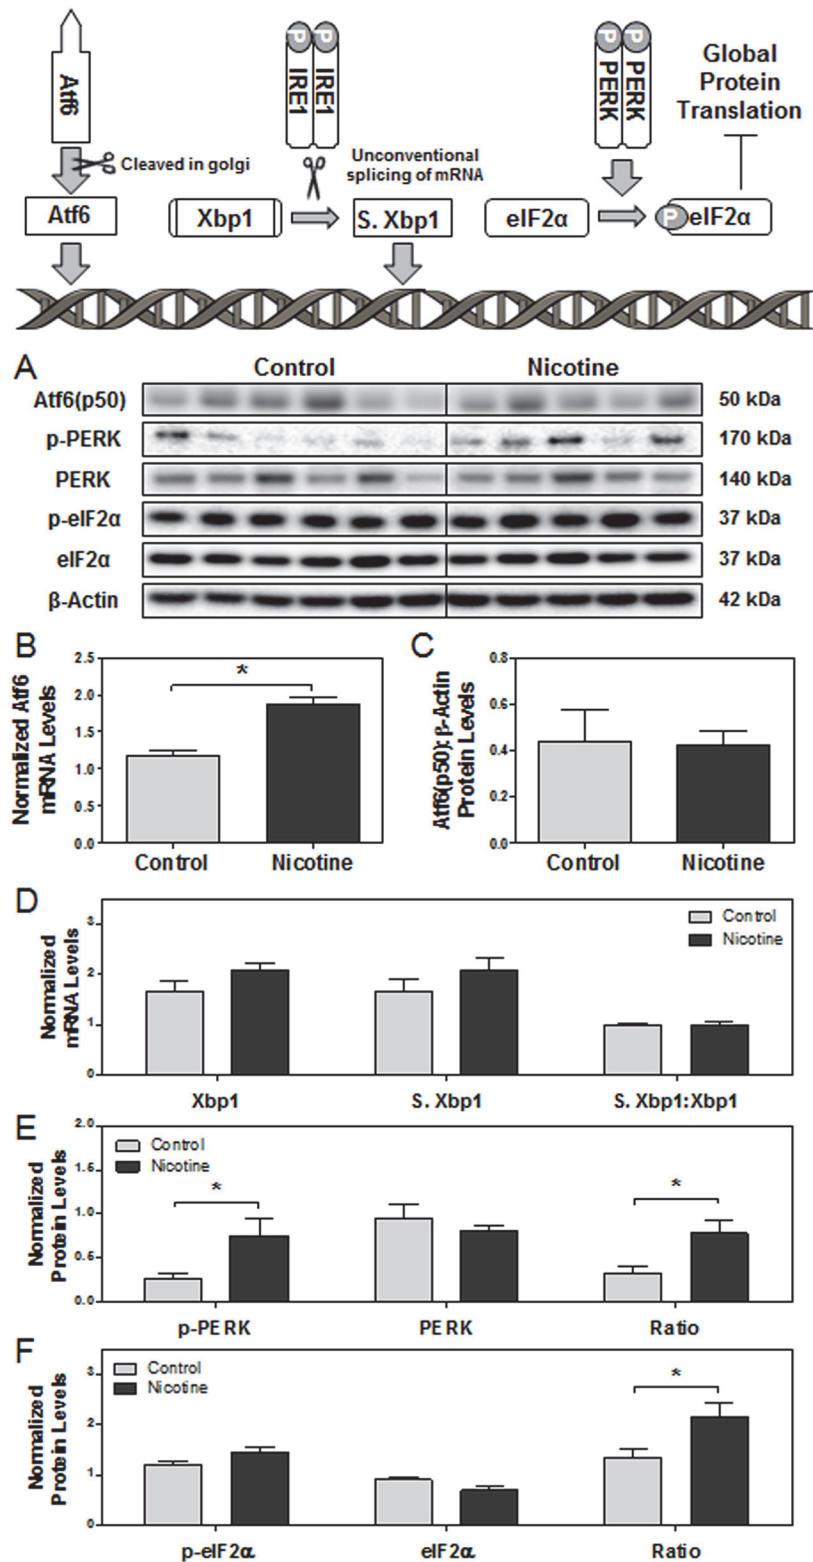 Atf6
Cleaved in golgi
Atf6
P P
IRE1 IRE1
Unconventional
splicing of mRNA
Xbp1
S. Xbp1
P P
PERK PERK
Global
Protein
Translation
eIF2α
P eIF2α
A
Control Nicotine
Atf6(p50) 50 kDa
p-PERK 170 kDa
PERK 140 kDa
p-eIF2α 37 kDa
eIF2α 37 kDa
β-Actin 42 kDa
B
Normalized Atf6
mRNA Levels
2.5
2.0
1.5
1.0
0.5
0.0
*
Control Nicotine
C
Atf6(p50): β-Actin
Protein Levels
0.8
0.6
0.4
0.2
0.0
Control Nicotine
D
Normalized
mRNA Levels
3
2
1
0
Control
Nicotine
Xbp1 S. Xbp1 S. Xbp1:Xbp1
E
Normalized
Protein Levels
2.0
1.5
1.0
0.5
0.0
Control
Nicotine
* *
p-PERK PERK Ratio
F
Normalized
Protein Levels
3
2
1
0
Control
Nicotine
*
p-eIF2α eIF2α Ratio